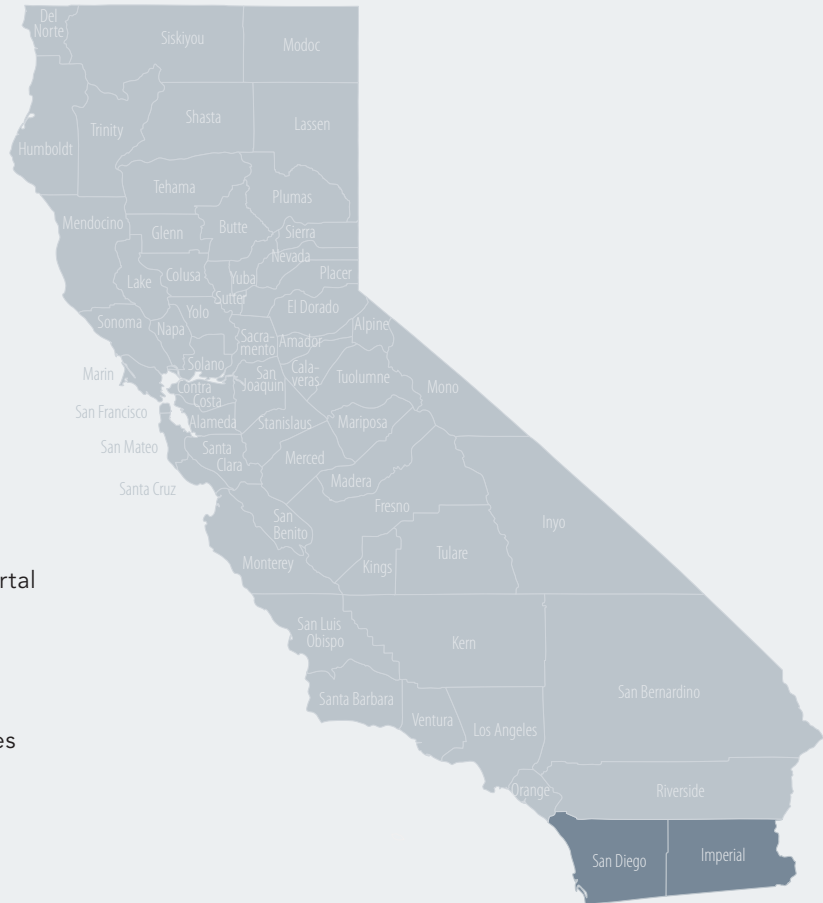 Del
Norte
Siskiyou
Modoc
Humboldt
Trinity
Shasta
Lassen
Tehama
Plumas
Mendocino
Glenn
Butte
Sierra
Nevada
Placer
Lake
Colusa
Yuba
Sutter
Sonoma
Napa
Yolo
El Dorado
Alpine
Sacra-
mento
Amador
Marin
Solano
Contra
Costa
San
Joaquin
Cala-
veras
Tuolumne
Mono
San Francisco
Alameda
Stanislaus
Mariposa
San Mateo
Santa
Clara
Merced
Madera
Santa Cruz
Fresno
San
Benito
Inyo
Monterey
Kings
Tulare
rtal
San Luis
Obispo
Kern
Santa Barbara
Ventura
Los Angeles
San Bernardino
es
Orange
Riverside
San Diego
Imperial